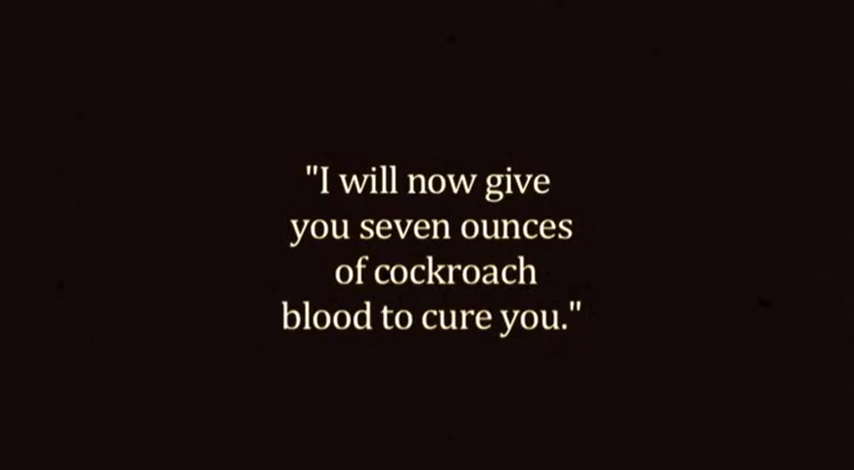 "I will now give
you seven ounces
of cockroach
blood to cure you."